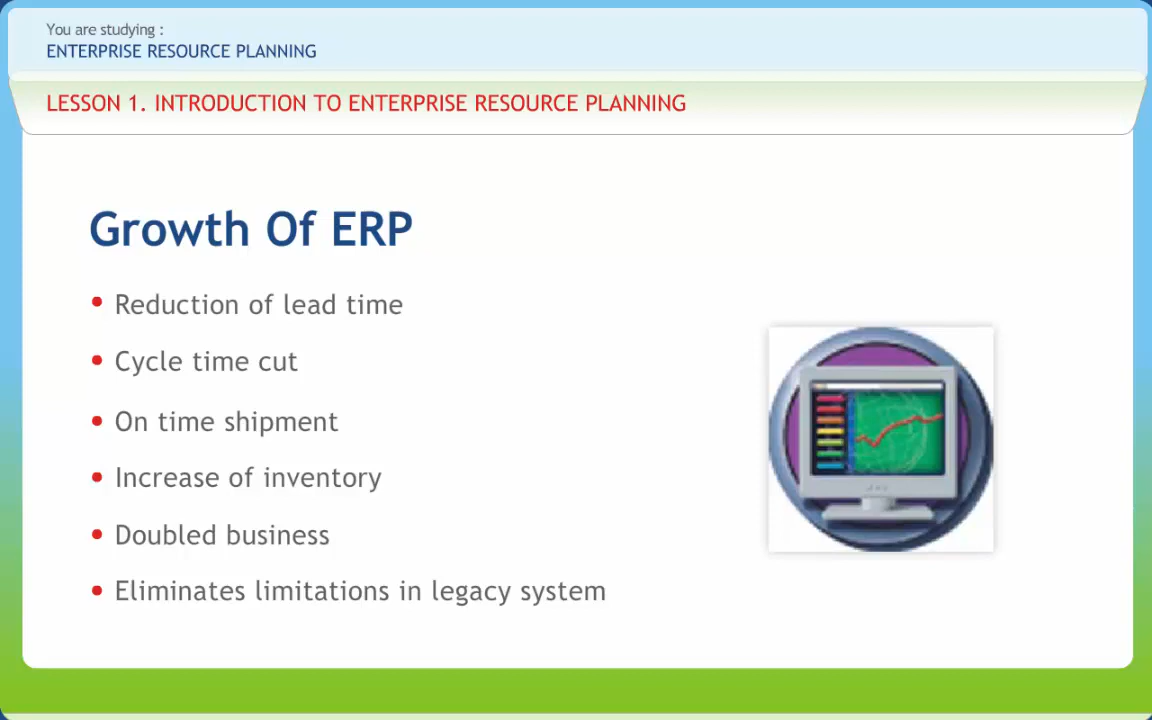 You are studying :
ENTERPRISE RESOURCE PLANNING
LESSON 1. INTRODUCTION TO ENTERPRISE RESOURCE PLANNING
Growth Of ERP
• Reduction of lead time
• Cycle time cut
• On time shipment
• Increase of inventory
• Doubled business
• Eliminates limitations in legacy system